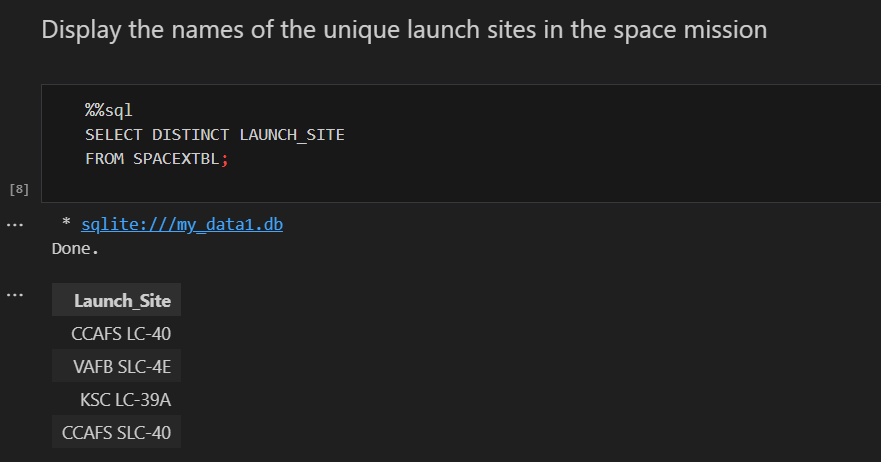 Display the names of the unique launch sites in the space mission
%%sql
SELECT DISTINCT LAUNCH_SITE
FROM SPACEXTBL;
[8]
... * sqlite:///my_data1.db
Done.
... Launch_Site
CCAFS LC-40
VAFB SLC-4E
KSC LC-39A
CCAFS SLC-40